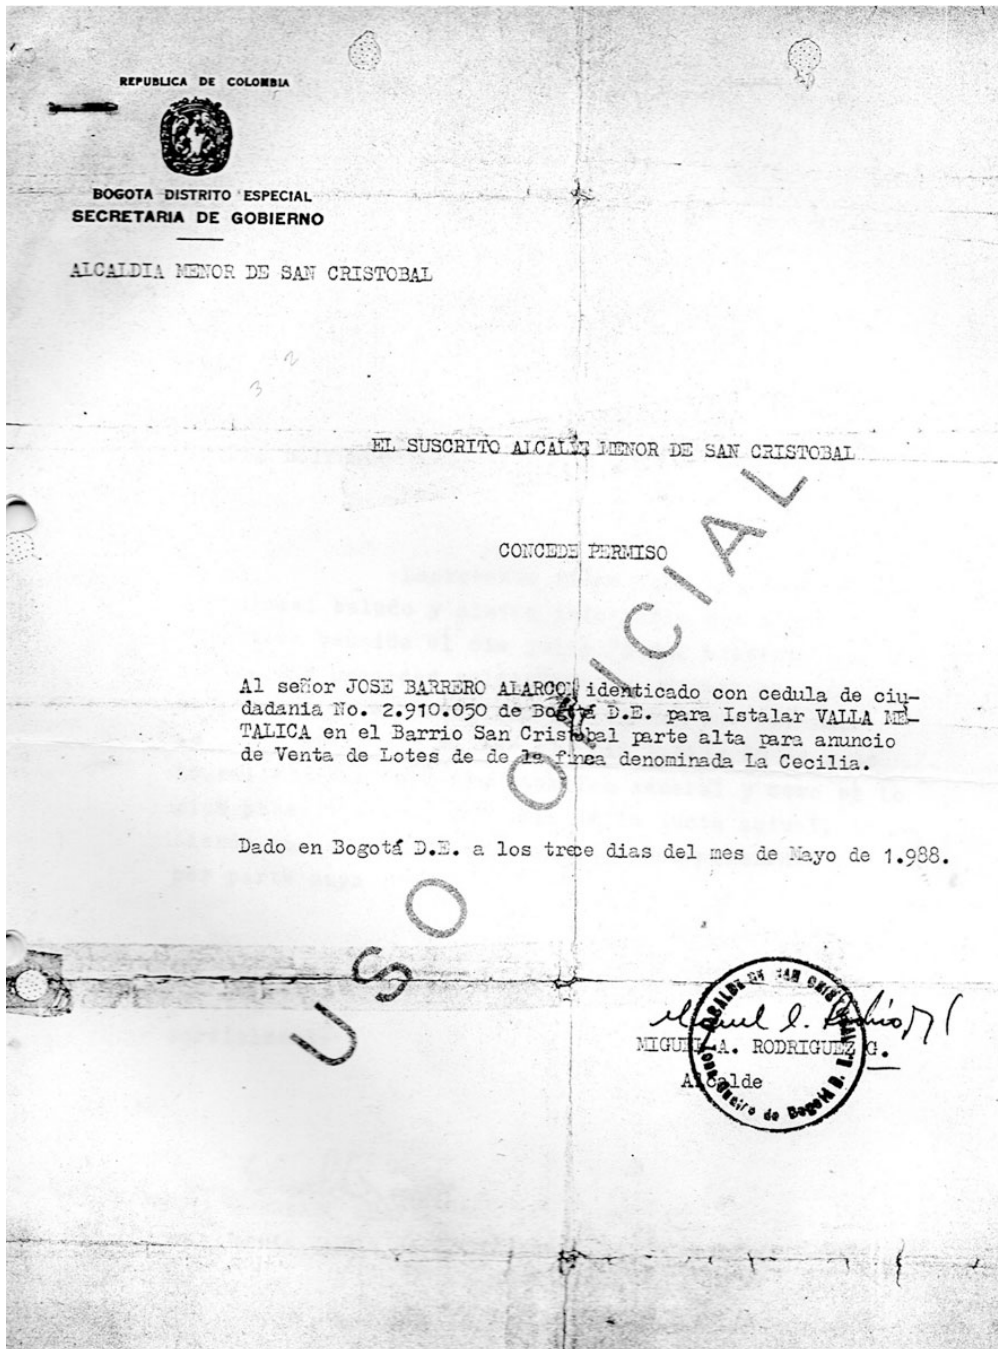 REPUBLICA DE COLOMBIA
BOGOTA DISTRITO ESPECIAL
SECRETARIA DE GOBIERNO
ALCALDIA MENOR DE SAN CRISTOBAL
3 2
EL SUSCRITO ALCALDE MENOR DE SAN CRISTOBAL
CONCEDE PERMISO
Al señor JOSE BARRERO ALARCON identicado con cedula de ciu-
dadania No. 2.910.050 de Bogotá D.E. para Istalar VALLA ME-
TALICA en el Barrio San Cristobal parte alta para anuncio
de Venta de Lotes de de la finca denominada La Cecilia.
Dado en Bogotá D.E. a los trece dias del mes de Mayo de 1.988.
USO OFICIAL
MIGUEL A. RODRIGUEZ G.
Alcalde